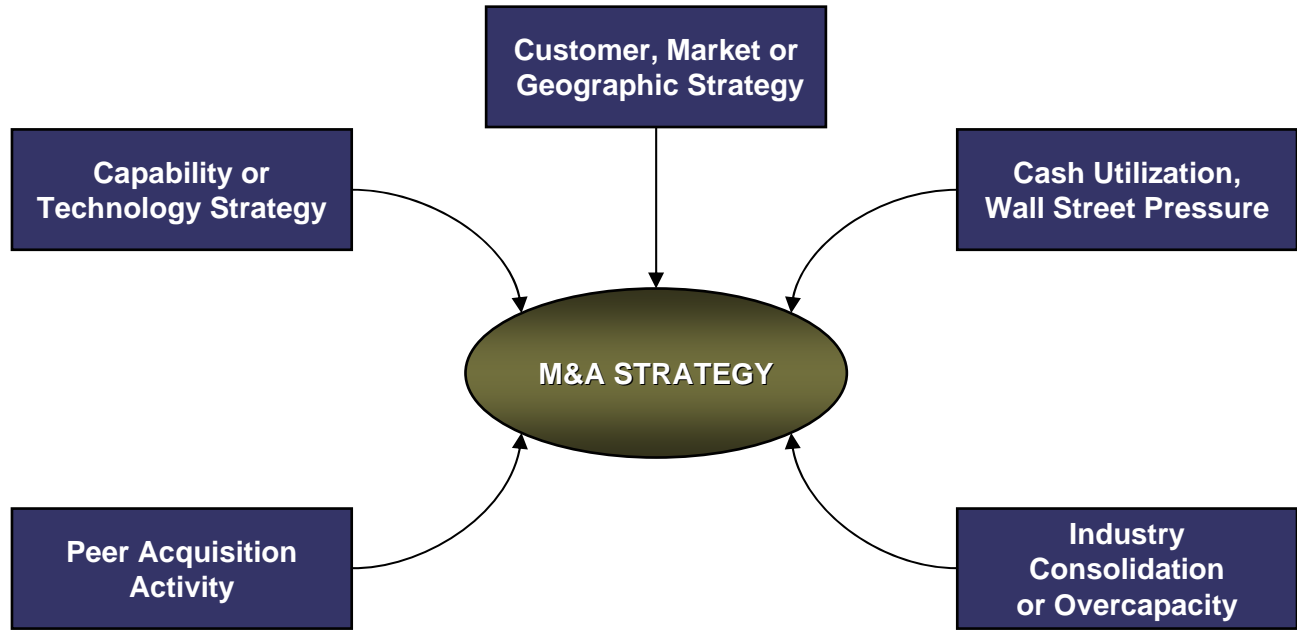 Customer, Market or
Geographic Strategy
Capability or
Technology Strategy
Cash Utilization,
Wall Street Pressure
M&A STRATEGY
Peer Acquisition
Activity
Industry
Consolidation
or Overcapacity